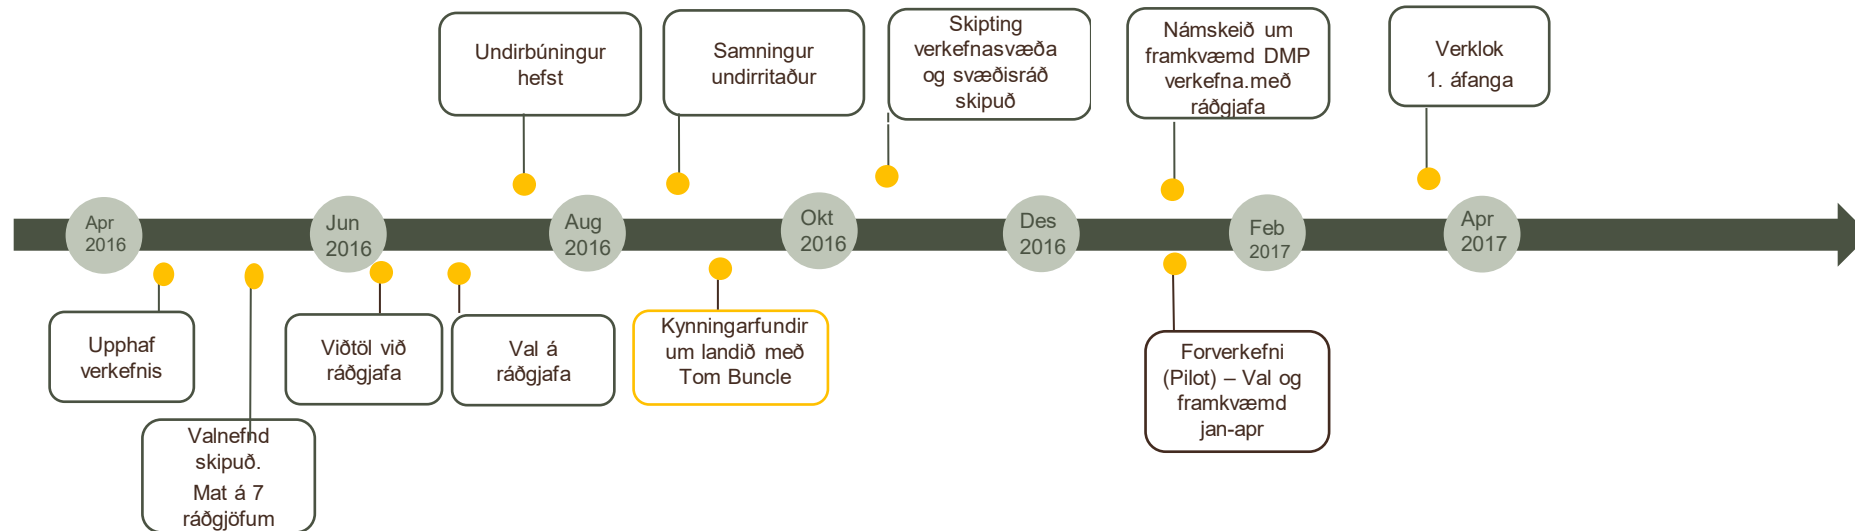 Undirbúningur
hefst
Samningur
undirritaður
Skipting
verkefnasvæða
og svæðisráð
skipuð
Námskeið um
framkvæmd DMP
verkefna.með
ráðgjafa
Verklok
1. áfanga
Apr
2016
Jun
2016
Aug
2016
Okt
2016
Des
2016
Feb
2017
Apr
2017
Upphaf
verkefnis
Valnefnd
skipuð.
Mat á 7
ráðgjöfum
Viðtöl við
ráðgjafa
Val á
ráðgjafa
Kynningarfundir
um landið með
Tom Buncle
Forverkefni
(Pilot) – Val og
framkvæmd
jan-apr